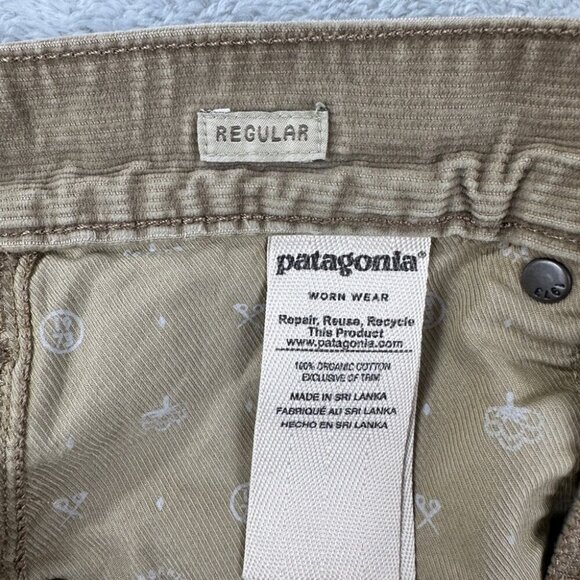 REGULAR
patagonia®
WORN WEAR
Repair, Reuse, Recycle
This Product
www.patagonia.com
100% ORGANIC COTTON
EXCLUSIVE OF TRIM
MADE IN SRI LANKA
FABRIQUÉ AU SRI LANKA
HECHO EN SRI LANKA